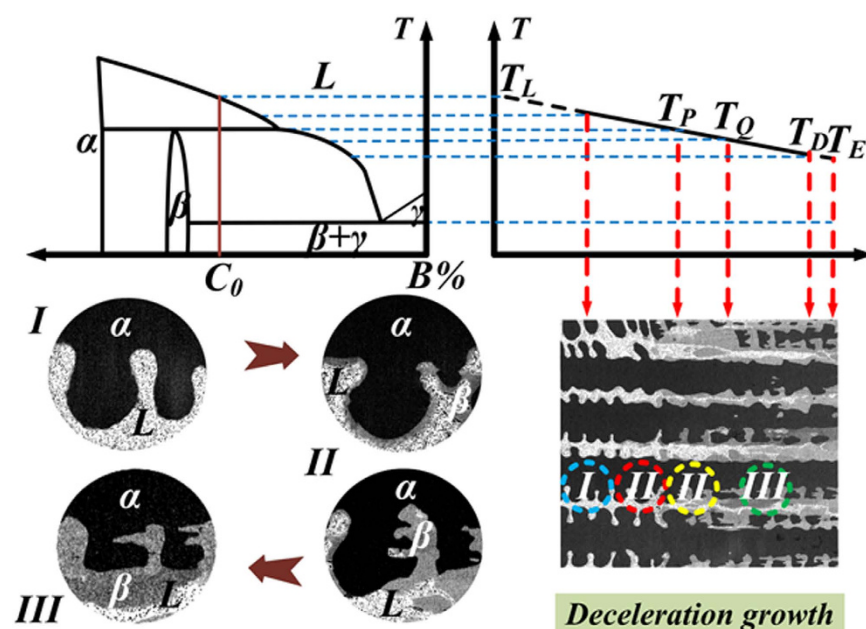 T
T
L
T_L
T_P
T_Q
T_D
T_E
α
β
γ
β+γ
C_0
B%
I
α
L
α
L
β
II
α
β
L
III
α
β
L
I
II
II
III
Deceleration growth